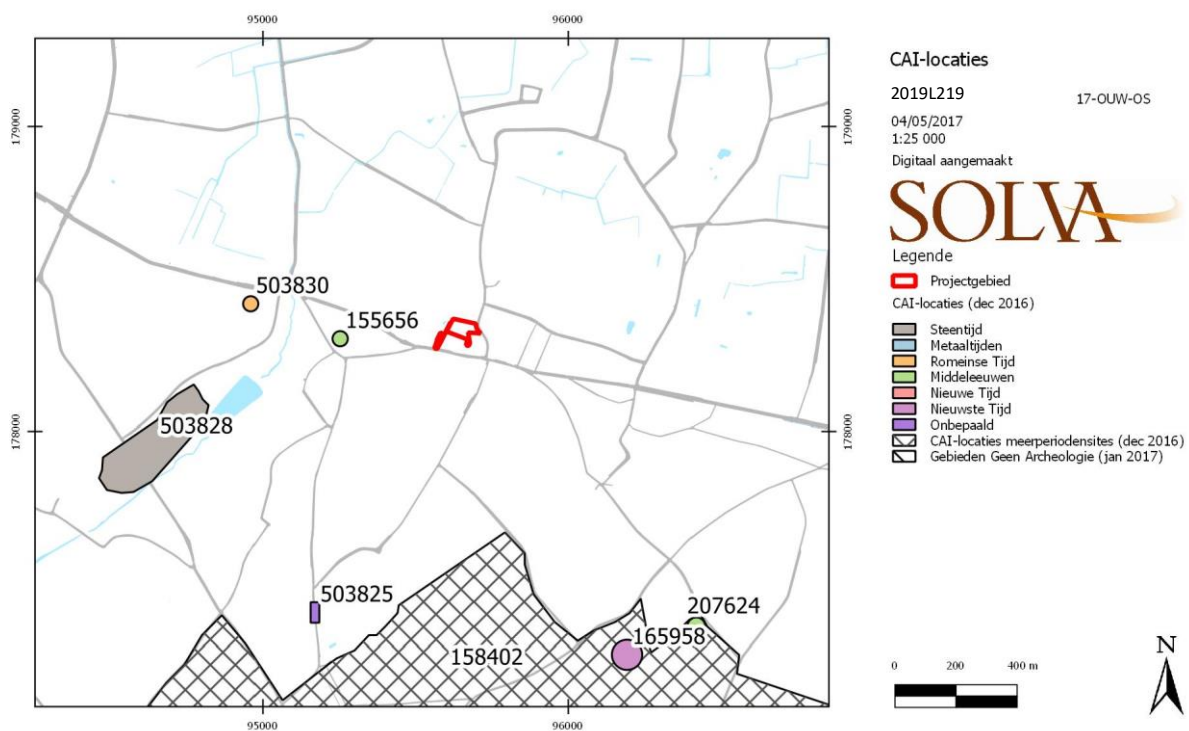 95000
96000
179000
179000
503830
155656
503828
178000
178000
503825
207624
165958
158402
95000
96000
CAI-locaties
2019L219
17-OUW-OS
04/05/2017
1:25 000
Digitaal aangemaakt
SOLVA
Legende
Projectgebied
CAI-locaties (dec 2016)
Steentijd
Metaaltijden
Romeinse Tijd
Middeleeuwen
Nieuwe Tijd
Nieuwste Tijd
Onbepaald
CAI-locaties meerperiodensites (dec 2016)
Gebieden Geen Archeologie (jan 2017)
N
0 200 400 m